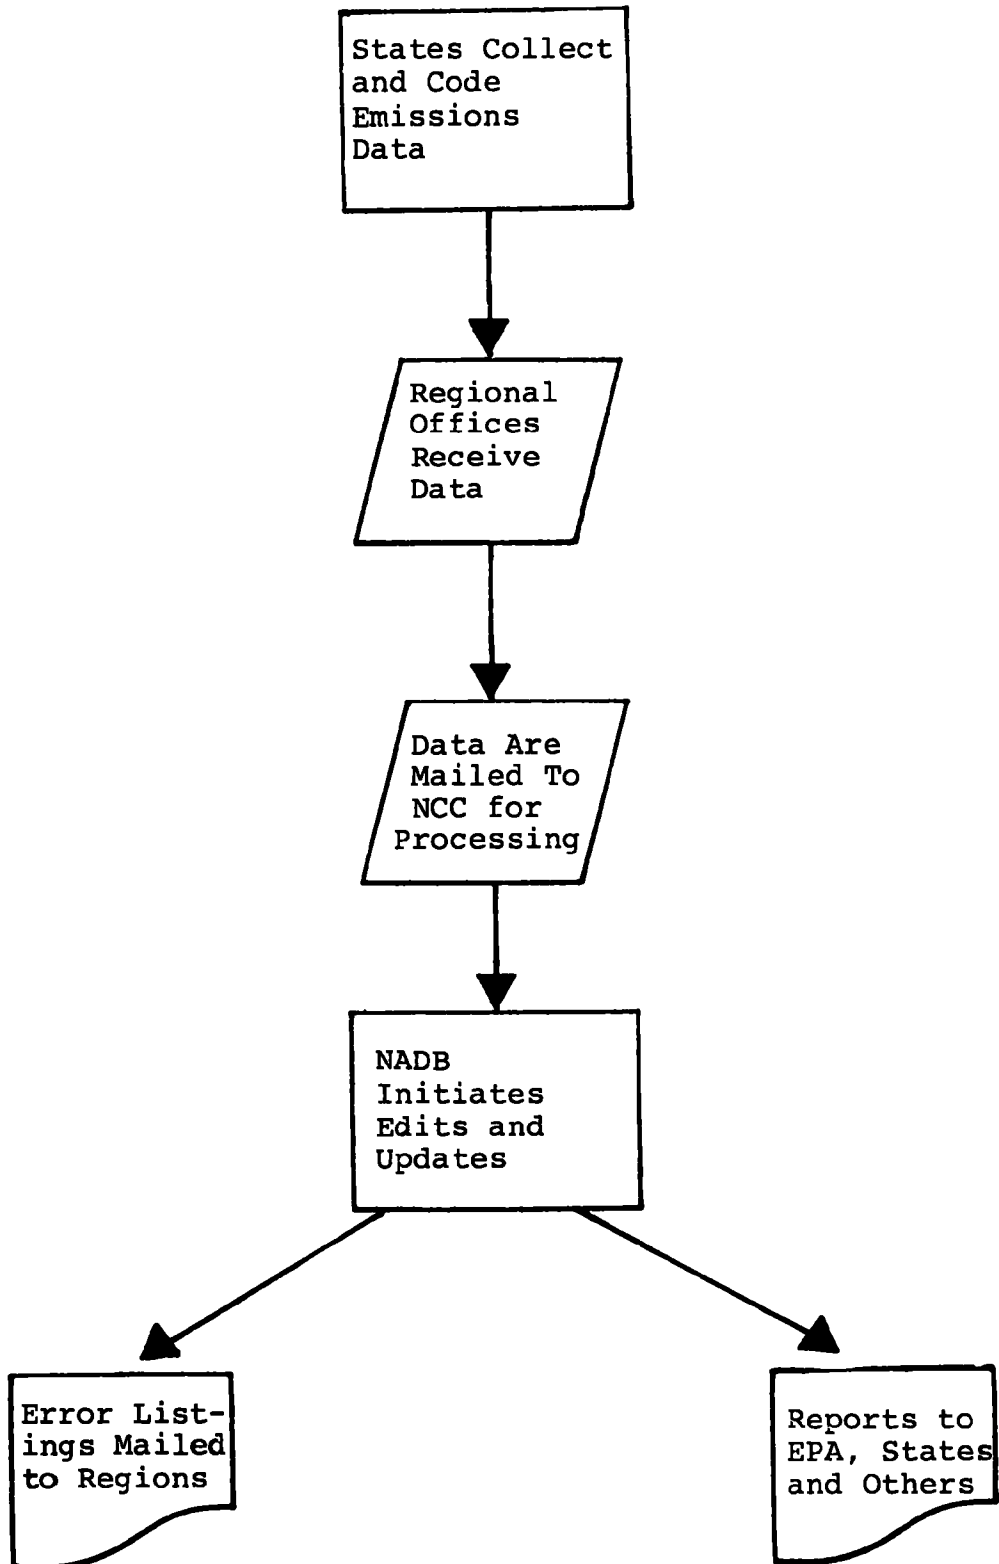 States Collect
and Code
Emissions
Data
Regional
Offices
Receive
Data
Data Are
Mailed To
NCC for
Processing
NADB
Initiates
Edits and
Updates
Error List-
ings Mailed
to Regions
Reports to
EPA, States
and Others